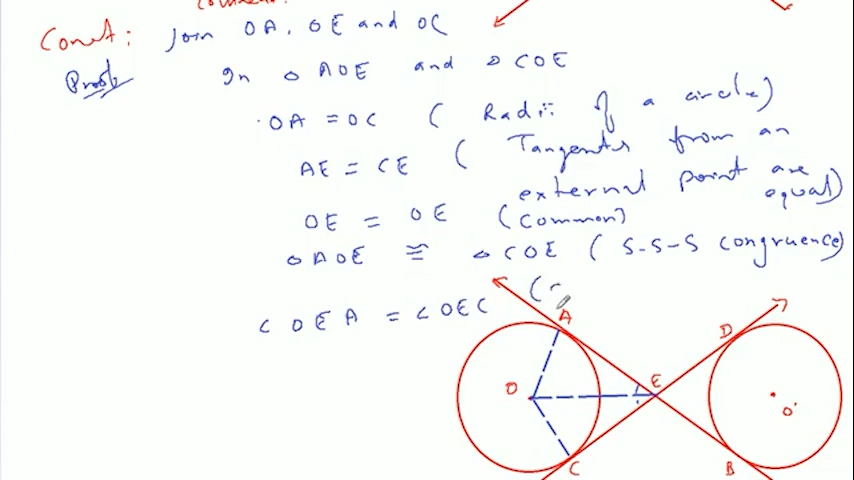 Const: Join OA, OE and OC
Proof In △ AOE and △ COE
OA = OC ( Radii of a circle)
AE = CE ( Tangents from an
external point are
equal)
OE = OE (Common)
△ AOE ≅ △ COE ( S-S-S congruence)
∠ OEA = ∠ OEC (
A
D
O
E
O'
C
B